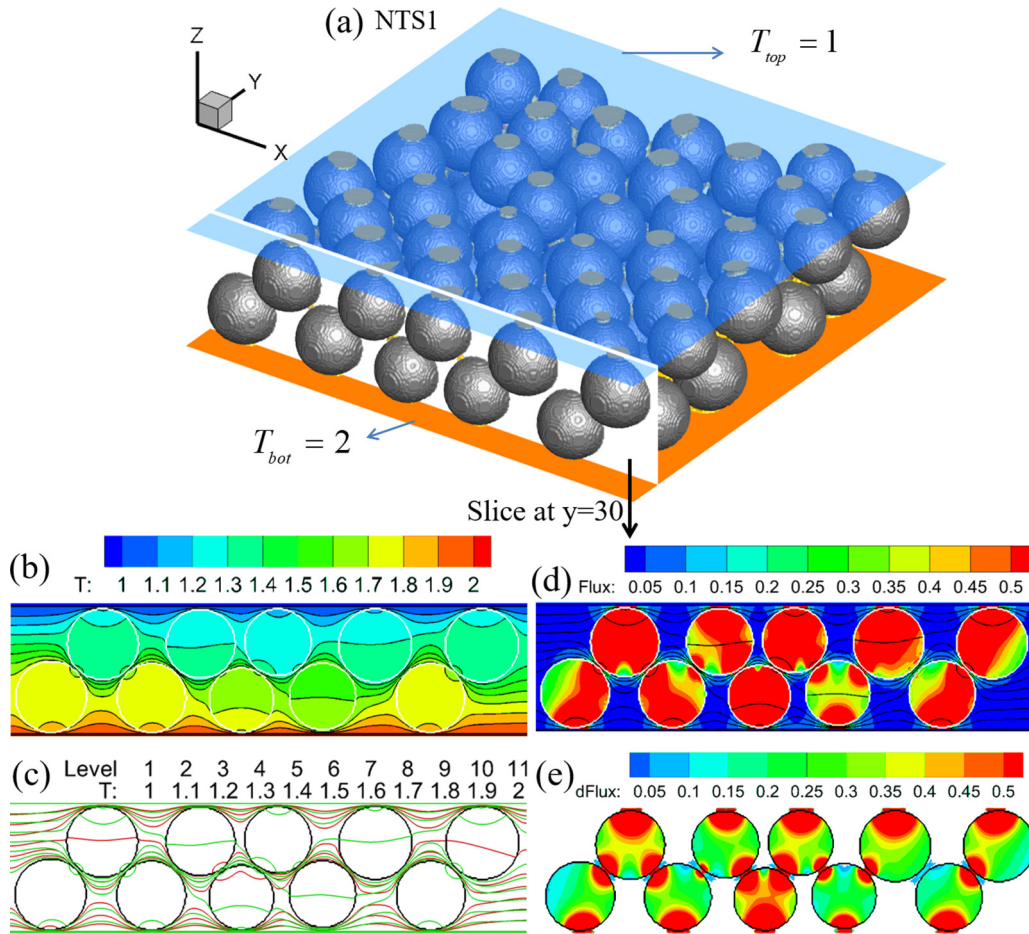 (a) NTS1
T_top = 1
Z
Y
X
T_bot = 2
Slice at y=30
(b)
T: 1 1.1 1.2 1.3 1.4 1.5 1.6 1.7 1.8 1.9 2
(d)
Flux: 0.05 0.1 0.15 0.2 0.25 0.3 0.35 0.4 0.45 0.5
(c)
Level 1 2 3 4 5 6 7 8 9 10 11
T: 1 1.1 1.2 1.3 1.4 1.5 1.6 1.7 1.8 1.9 2
(e)
dFlux: 0.05 0.1 0.15 0.2 0.25 0.3 0.35 0.4 0.45 0.5